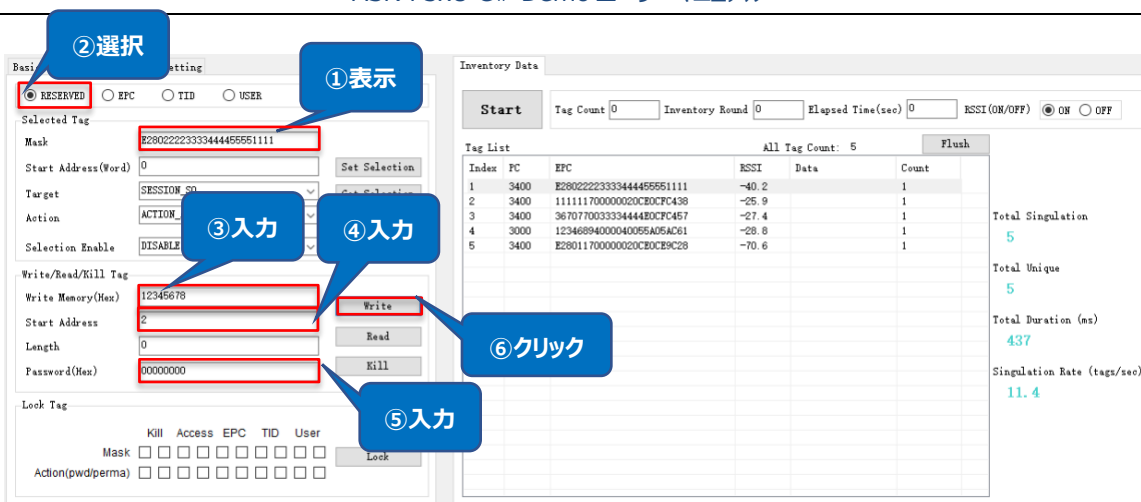 ②選択
①表示
③入力
④入力
⑤入力
⑥クリック
RESERVED EPC TID USER
Selected Tag
Mask E28022223333444455551111
Start Address(Word) 0 Set Selection
Target SESSION_S0
Action ACTION_
Selection Enable DISABLE
Write/Read/Kill Tag
Write Memory(Hex) 12345678 Write
Start Address 2
Length 0 Read
Password(Hex) 00000000 Kill
Lock Tag
Kill Access EPC TID User
Mask
Lock
Action(pwd/perma)
Inventory Data
Start Tag Count 0 Inventory Round 0 Elapsed Time(sec) 0 RSSI(ON/OFF) ON OFF
Tag List All Tag Count: 5 Flush
Index PC EPC RSSI Data Count
1 3400 E28022223333444455551111 -40.2 1
2 3400 111111700000020CE0CFC438 -25.9 1
3 3400 367077003333444E0CFC457 -27.4 1
4 3000 12346894000040055A05AC61 -28.8 1
5 3400 E28011700000020CE0CE9C28 -70.6 1
Total Singulation
5
Total Unique
5
Total Duration (ms)
437
Singulation Rate (tags/sec)
11.4